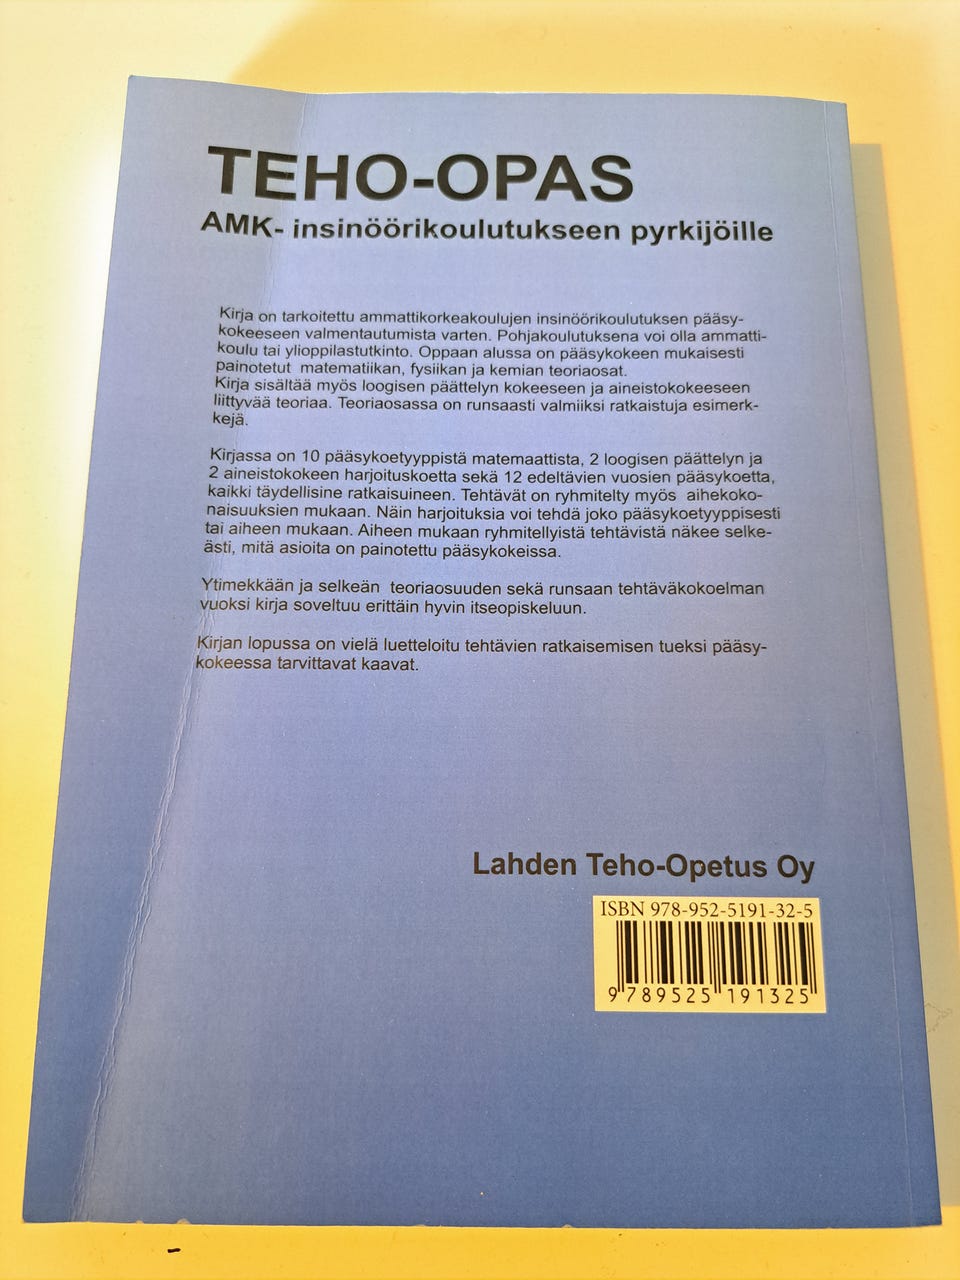 TEHO-OPAS
AMK- insinöörikoulutukseen pyrkijöille
Kirja on tarkoitettu ammattikorkeakoulujen insinöörikoulutuksen pääsy-
kokeeseen valmentautumista varten. Pohjakoulutuksena voi olla ammatti-
koulu tai ylioppilastutkinto. Oppaan alussa on pääsykokeen mukaisesti
painotetut matematiikan, fysiikan ja kemian teoriaosat.
Kirja sisältää myös loogisen päättelyn kokeeseen ja aineistokokeeseen
liittyvää teoriaa. Teoriaosassa on runsaasti valmiiksi ratkaistuja esimerk-
kejä.
Kirjassa on 10 pääsykoetyyppistä matemaattista, 2 loogisen päättelyn ja
2 aineistokokeen harjoituskoetta sekä 12 edeltävien vuosien pääsykoetta,
kaikki täydellisine ratkaisuineen. Tehtävät on ryhmitelty myös aihekoko-
naisuuksien mukaan. Näin harjoituksia voi tehdä joko pääsykoetyyppisesti
tai aiheen mukaan. Aiheen mukaan ryhmitellyistä tehtävistä näkee selke-
ästi, mitä asioita on painotettu pääsykokeissa.
Ytimekkään ja selkeän teoriaosuuden sekä runsaan tehtäväkokoelman
vuoksi kirja soveltuu erittäin hyvin itseopiskeluun.
Kirjan lopussa on vielä luetteloitu tehtävien ratkaisemisen tueksi pääsy-
kokeessa tarvittavat kaavat.
Lahden Teho-Opetus Oy
ISBN 978-952-5191-32-5
9 789525 191325